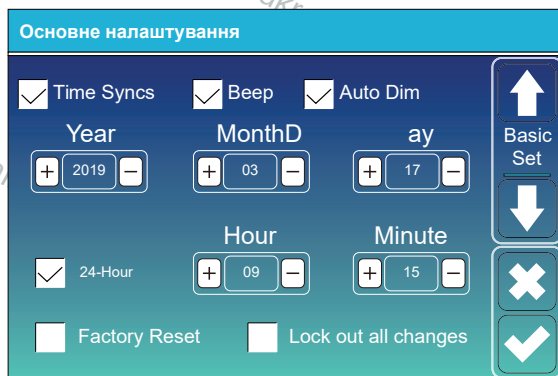 Основне налаштування
Time Syncs Beep Auto Dim
Year MonthD ay
+ 2019 − + 03 − + 17 −
Basic
Set
Hour Minute
24-Hour + 09 − + 15 −
Factory Reset Lock out all changes